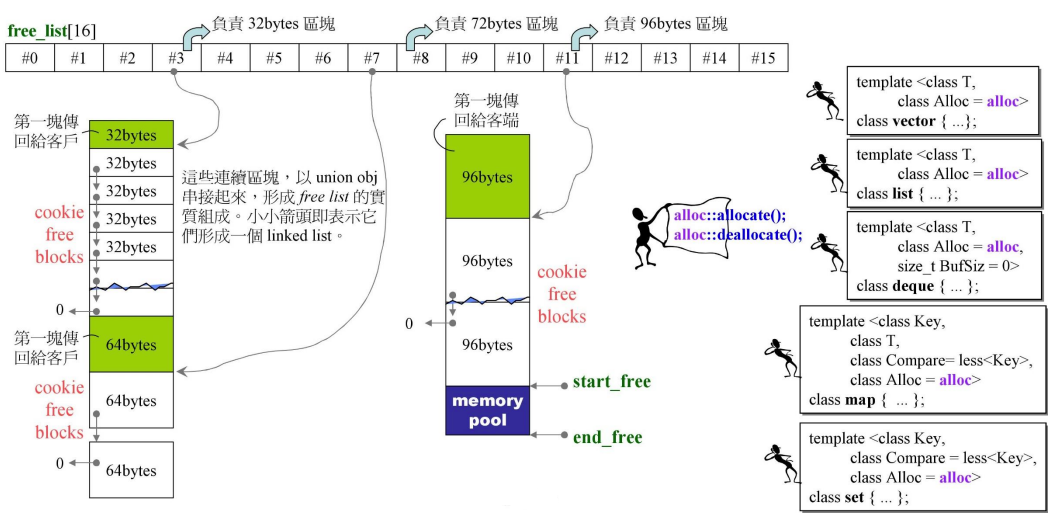 free_list[16]
負責 32bytes 區塊
負責 72bytes 區塊
負責 96bytes 區塊
#0 #1 #2 #3 #4 #5 #6 #7 #8 #9 #10 #11 #12 #13 #14 #15
第一塊傳
回給客戶
32bytes
32bytes
32bytes
32bytes
32bytes
cookie
free
blocks
0
這些連續區塊，以 union obj
串接起來，形成 free list 的實
質組成。小小箭頭即表示它
們形成一個 linked list。
第一塊傳
回給客戶
64bytes
cookie
free
blocks
64bytes
0
64bytes
第一塊傳
回給客端
96bytes
96bytes
cookie
free
blocks
0
96bytes
memory
pool
start_free
end_free
alloc::allocate();
alloc::deallocate();
template <class T,
class Alloc = alloc>
class vector { ...};
template <class T,
class Alloc = alloc>
class list { ... };
template <class T,
class Alloc = alloc,
size_t BufSiz = 0>
class deque { ... };
template <class Key,
class T,
class Compare= less<Key>,
class Alloc = alloc>
class map { ... };
template <class Key,
class Compare = less<Key>,
class Alloc = alloc>
class set { ... };